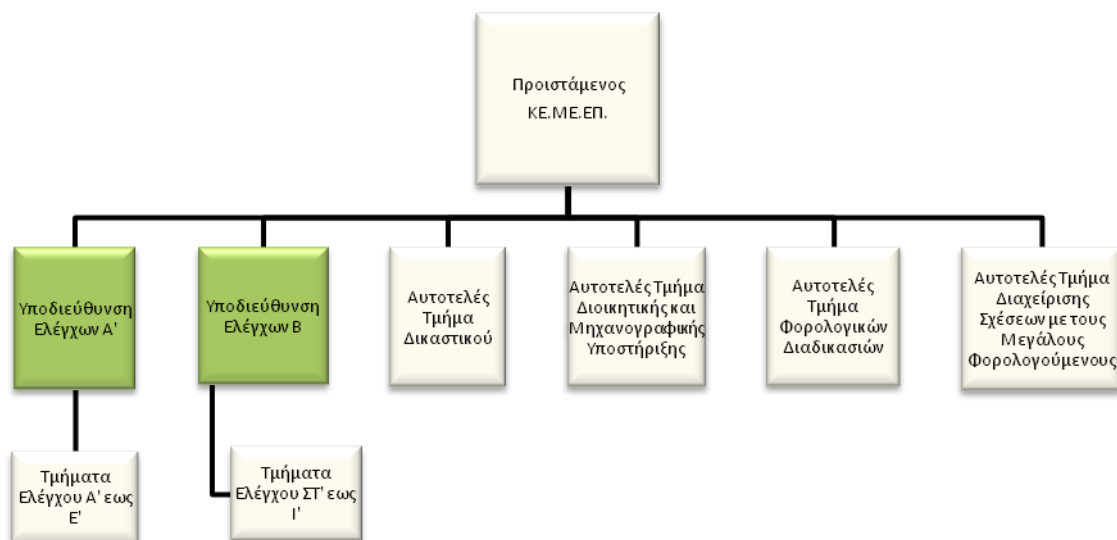 Προιστάμενος
ΚΕ.ΜΕ.ΕΠ.
Υποδιεύθυνση
Ελέγχων Α'
Υποδιεύθυνση
Ελέγχων Β
Αυτοτελές
Τμήμα
Δικαστικού
Αυτοτελές Τμήμα
Διοικητικής και
Μηχανογραφικής
Υποστήριξης
Αυτοτελές
Τμήμα
Φορολογικών
Διαδικασιών
Αυτοτελές Τμήμα
Διαχείρισης
Σχέσεων με τους
Μεγάλους
Φορολογούμενους
Τμήματα
Ελέγχου Α' εως
Ε'
Τμήματα
Ελέγχου ΣΤ' εως
Ι'